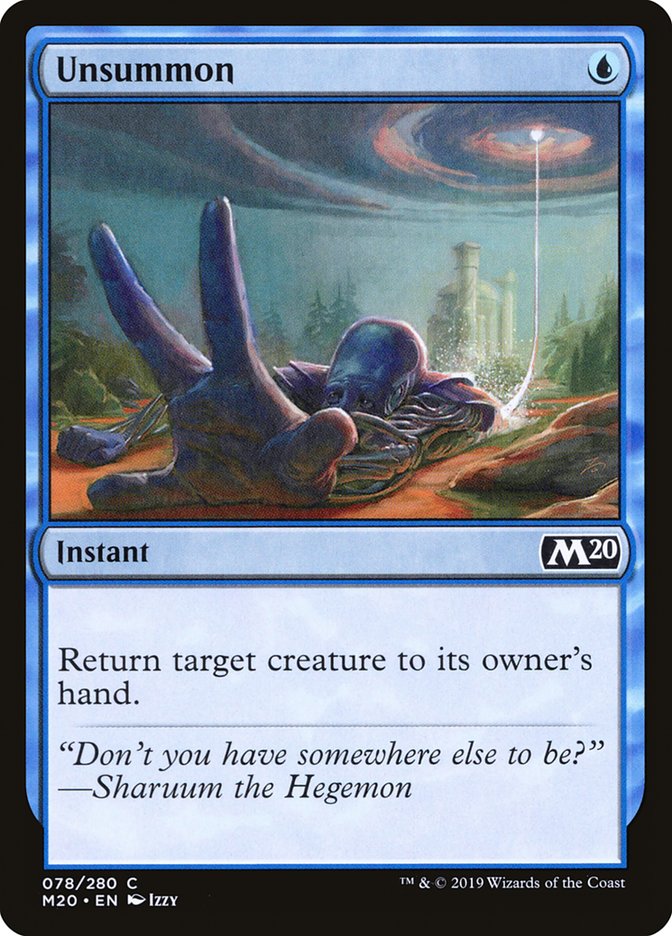 Unsummon
Instant
M20
Return target creature to its owner's
hand.
“Don't you have somewhere else to be?”
—Sharuum the Hegemon
078/280 C
M20 • EN Izzy
™ & © 2019 Wizards of the Coast